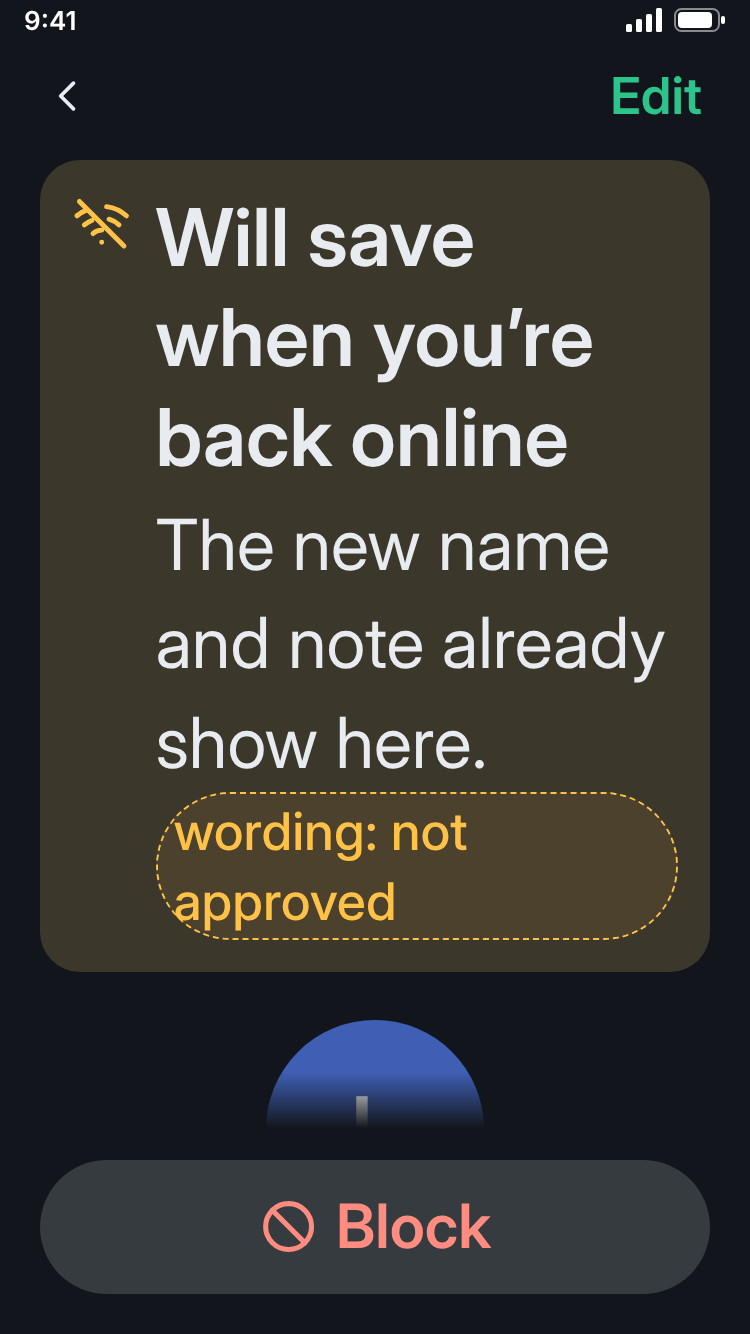 9:41
Edit
Will save
when you’re
back online
The new name
and note already
show here.
wording: not
approved
Block